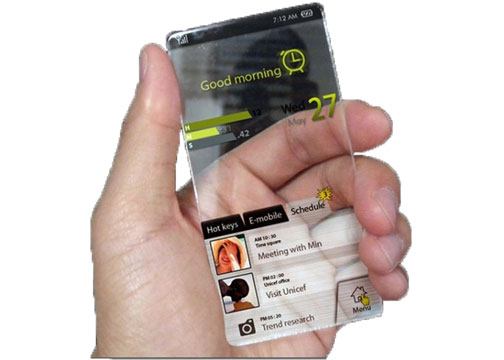 7:12 AM
Good morning
Wed 27
May
H
H
S .42
Hot keys E-mobile Schedule 3
AM 10 : 30
Time square
Meeting with Min
PM 02 : 00
Unicef office
Visit Unicef
PM 05 : 20
Trend research
Menu